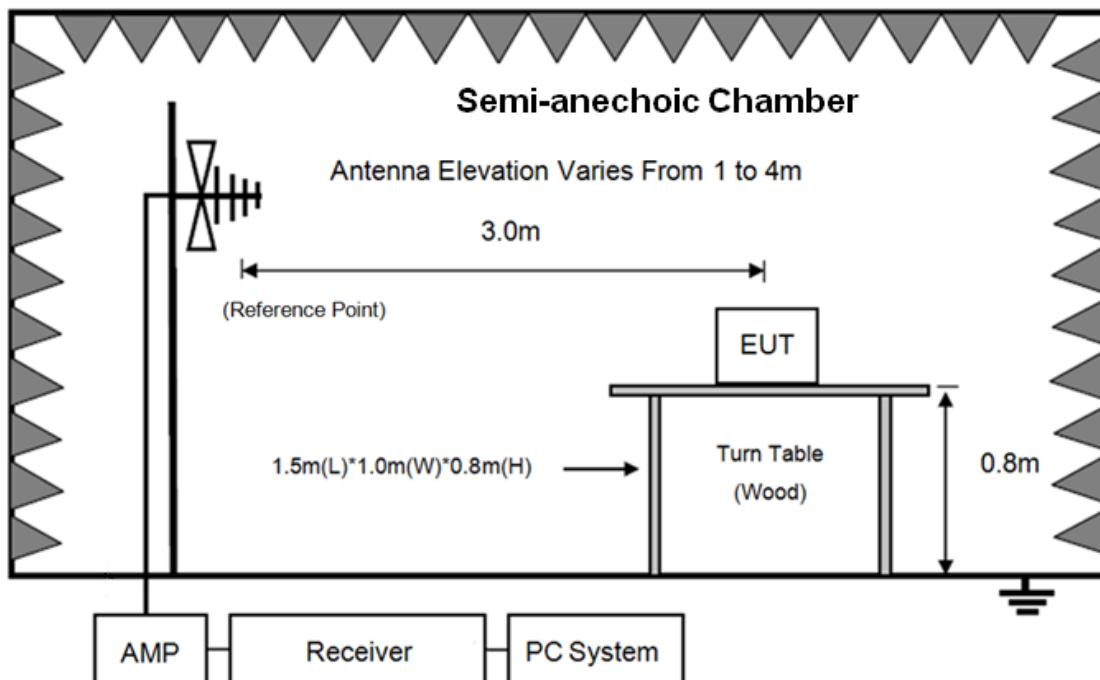 Semi-anechoic Chamber
Antenna Elevation Varies From 1 to 4m
3.0m
(Reference Point)
EUT
1.5m(L)*1.0m(W)*0.8m(H)
Turn Table
(Wood)
0.8m
AMP
Receiver
PC System